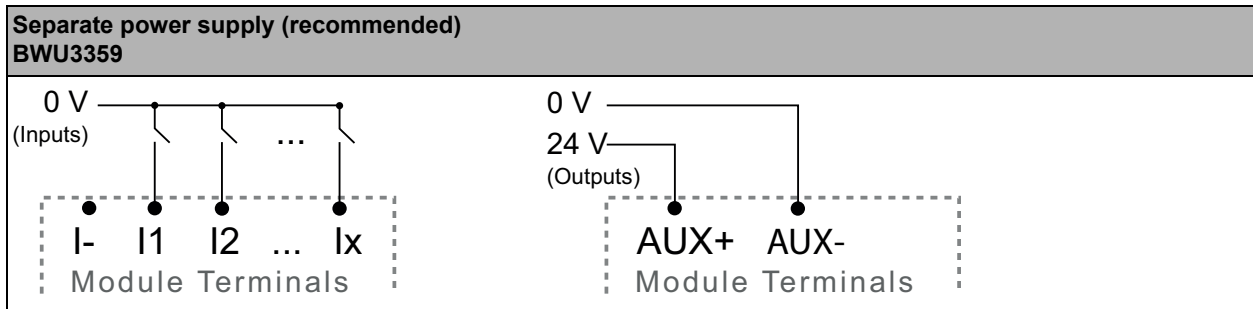 Separate power supply (recommended)
BWU3359
0 V
(Inputs)
...
I- I1 I2 ... Ix
Module Terminals
0 V
24 V
(Outputs)
AUX+ AUX-
Module Terminals